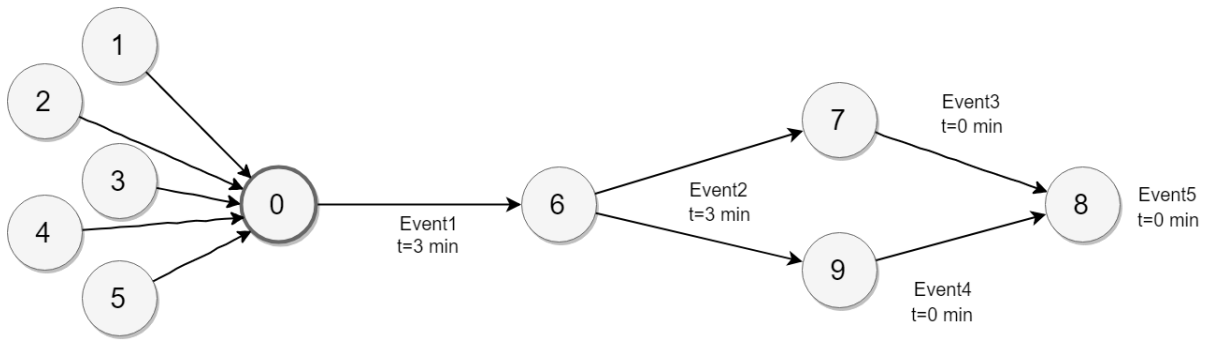 1
2
3
4
5
0
Event1
t=3 min
6
Event2
t=3 min
7
9
Event3
t=0 min
Event4
t=0 min
8
Event5
t=0 min